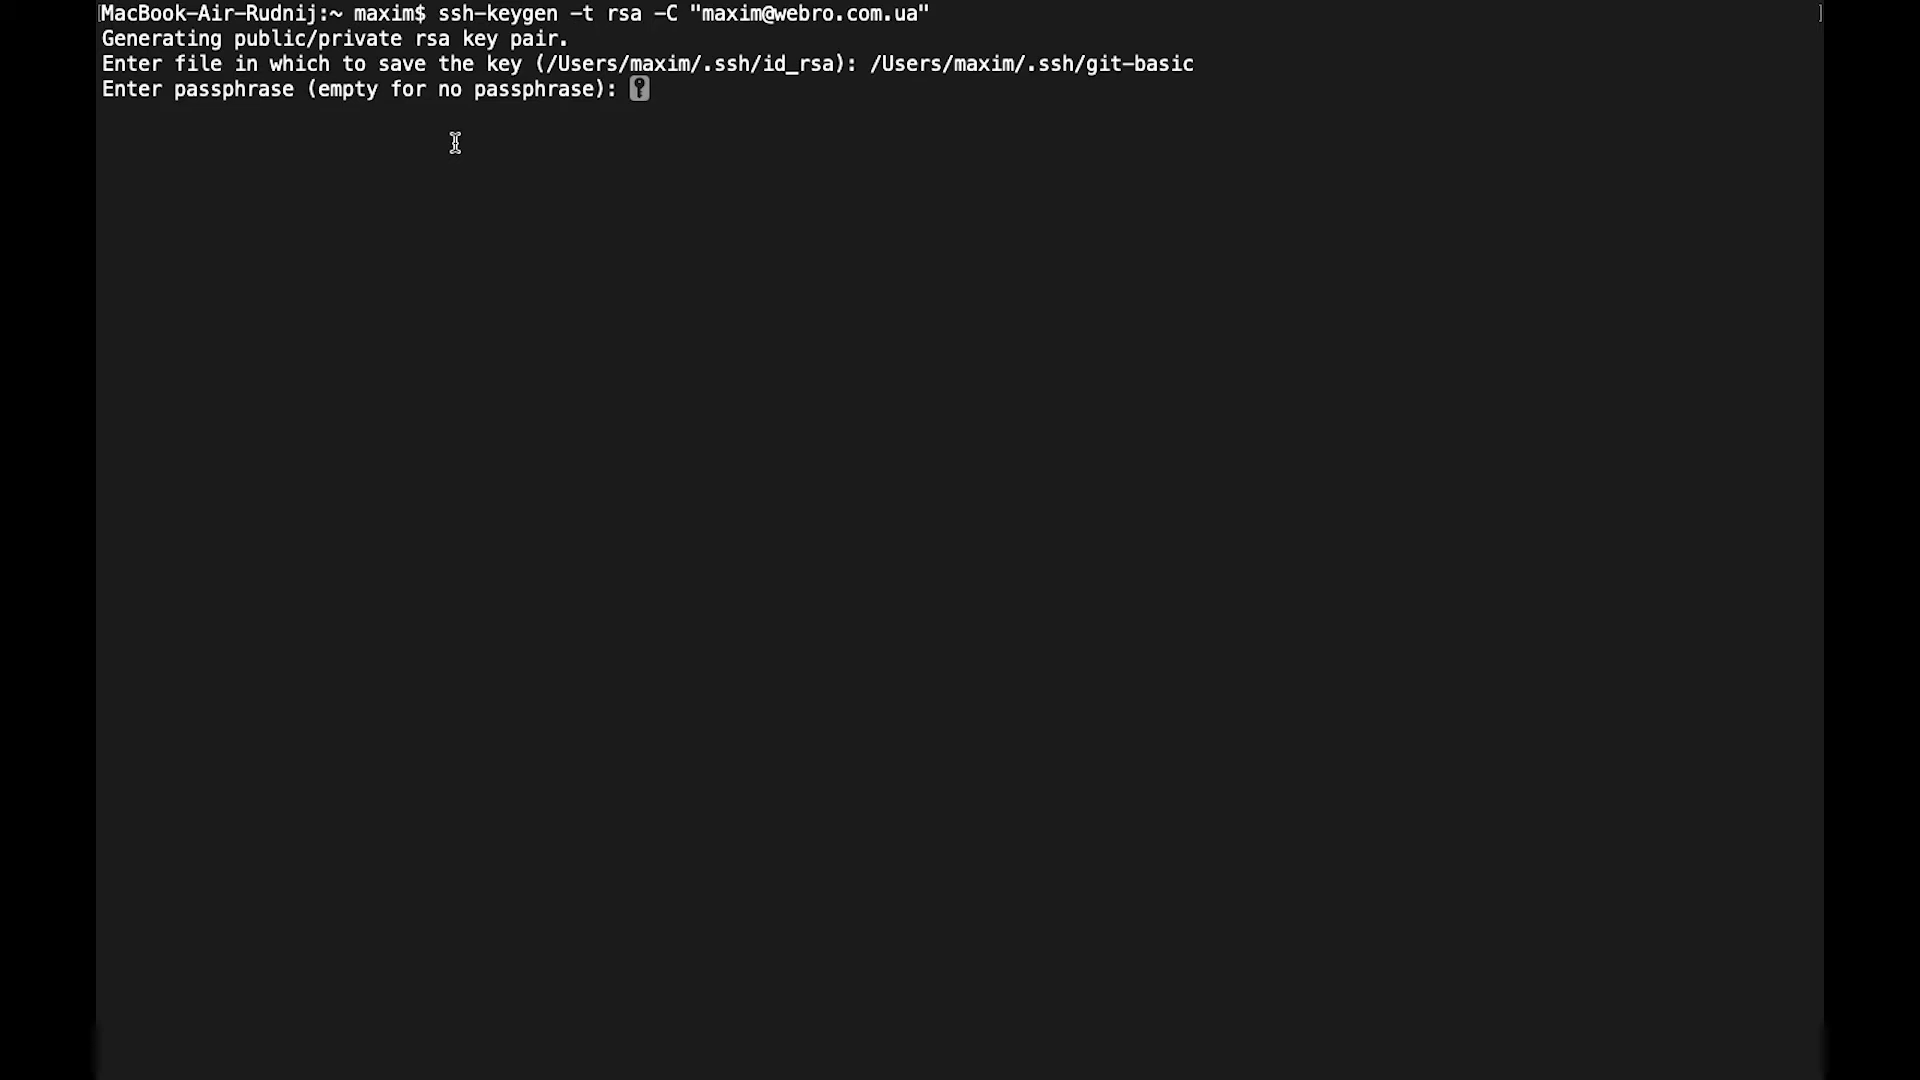 MacBook-Air-Rudnij:~ maxim$ ssh-keygen -t rsa -C "maxim@webro.com.ua"
Generating public/private rsa key pair.
Enter file in which to save the key (/Users/maxim/.ssh/id_rsa): /Users/maxim/.ssh/git-basic
Enter passphrase (empty for no passphrase):